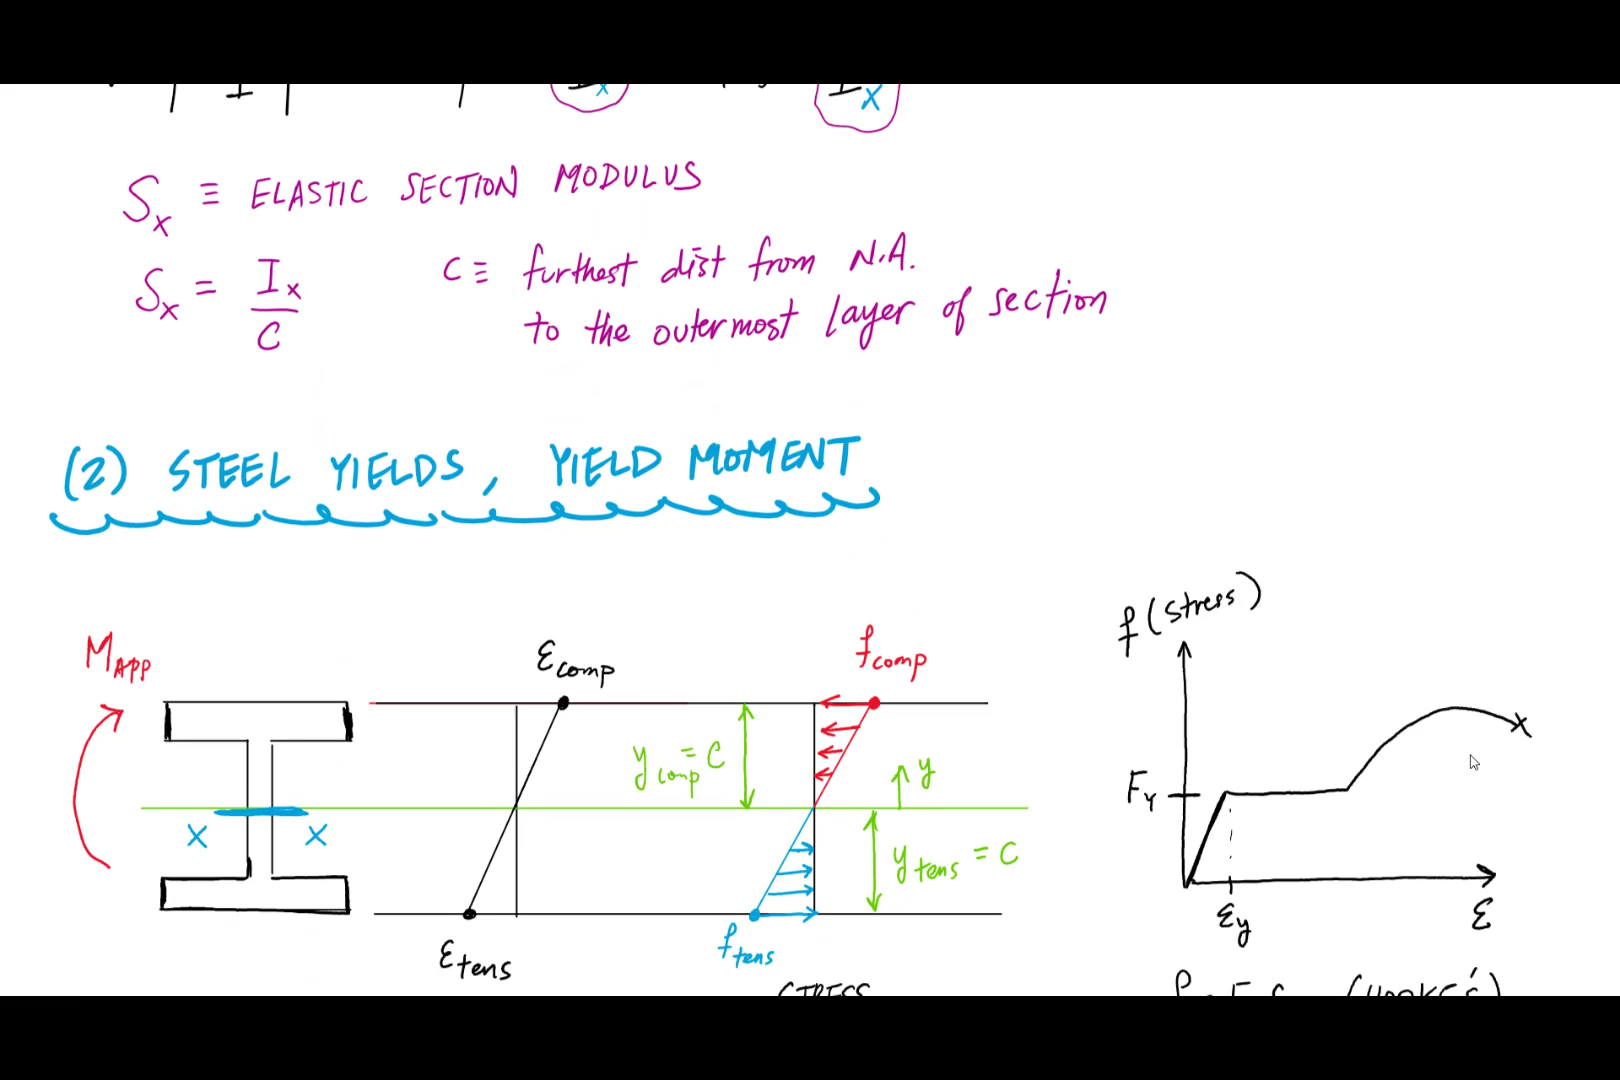 I x I x
Sx ≡ ELASTIC SECTION MODULUS
Sx = Ix / C C ≡ furthest dist from N.A.
to the outermost layer of section
(2) STEEL YIELDS, YIELD MOMENT
f (stress)
MAPP εcomp fcomp
ycomp = C y
FY
x x ytens = C
εy ε
εtens ftens
STRESS